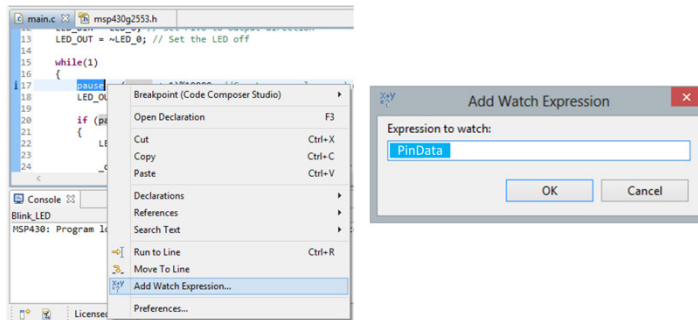 main.c msp430g2553.h
13 LED_OUT = ~LED_0; // Set the LED off
14
15 while(1)
16 {
17 pause
18 LED_OU
19
20 if (pa
21 {
22 LE
23
24 _c
Console
Blink_LED
MSP430: Program lo
Licensed
Breakpoint (Code Composer Studio)
Open Declaration F3
Cut Ctrl+X
Copy Ctrl+C
Paste Ctrl+V
Declarations
References
Search Text
Run to Line Ctrl+R
Move To Line
Add Watch Expression...
Preferences...
Add Watch Expression
Expression to watch:
PinData
OK Cancel